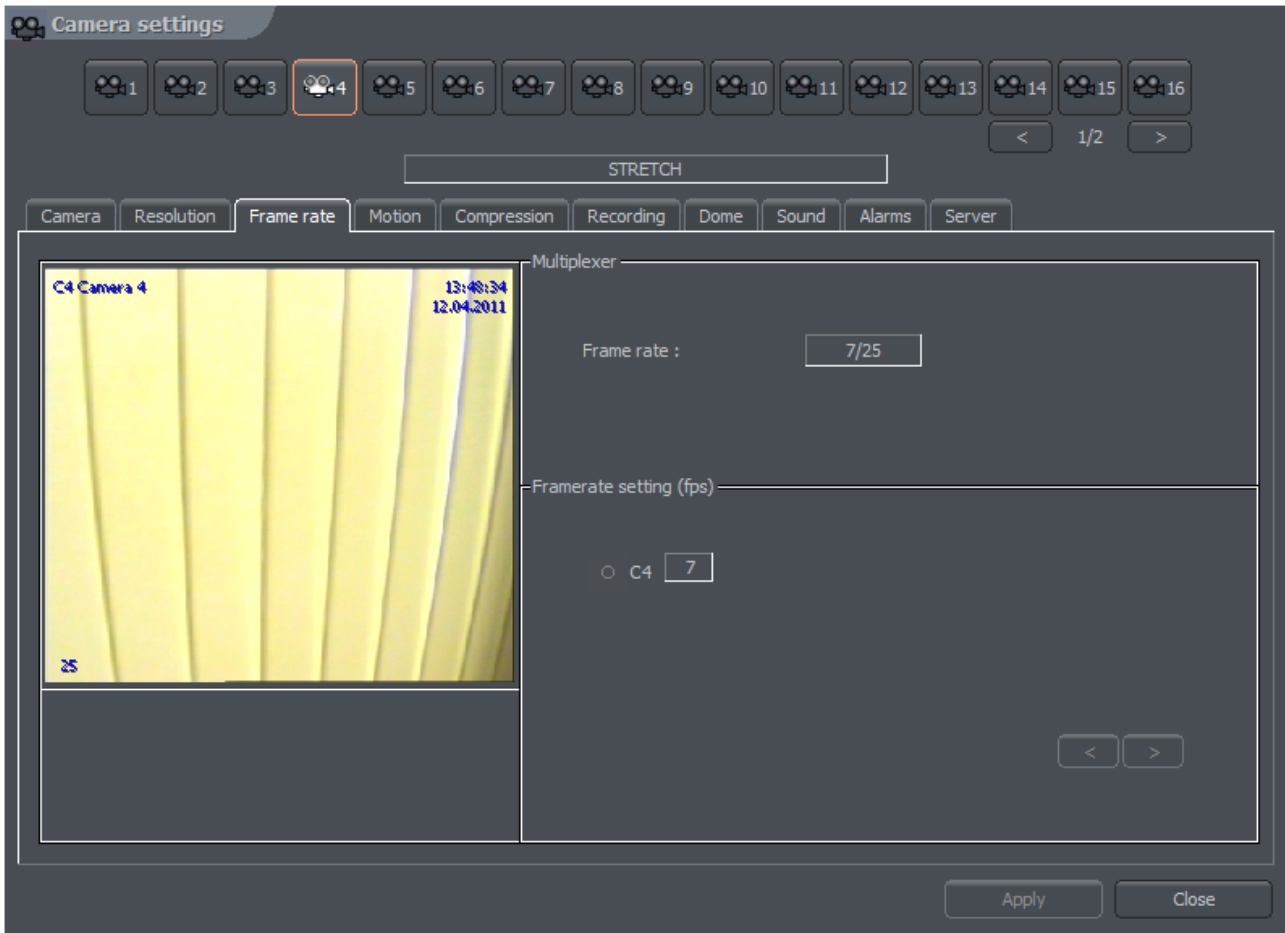 Camera settings
1 2 3 4 5 6 7 8 9 10 11 12 13 14 15 16
< 1/2 >
STRETCH
Camera Resolution Frame rate Motion Compression Recording Dome Sound Alarms Server
C4 Camera 4 13:48:34
12.04.2011
25
Multiplexer
Frame rate : 7/25
Framerate setting (fps)
C4 7
< >
Apply Close